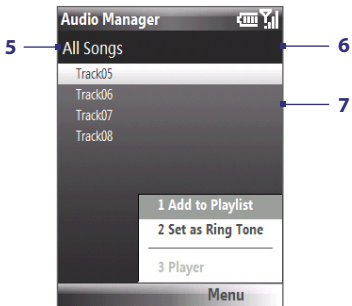 Audio Manager
5
All Songs
6
Track05
Track06
7
Track07
Track08
1 Add to Playlist
2 Set as Ring Tone
3 Player
Menu